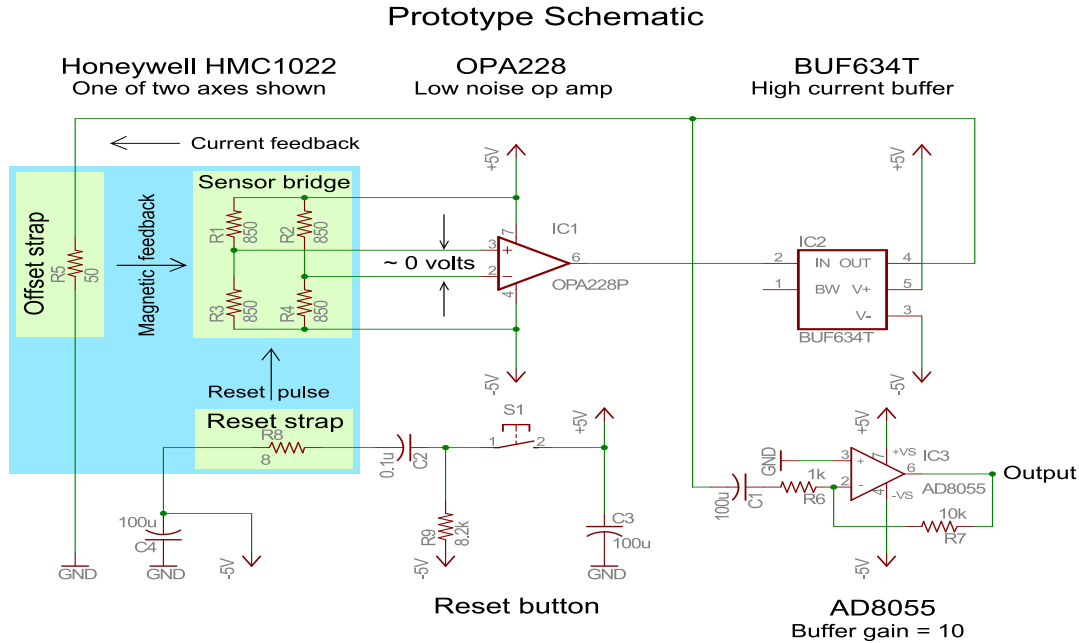 Prototype Schematic
Honeywell HMC1022
One of two axes shown
OPA228
Low noise op amp
BUF634T
High current buffer
Current feedback
Offset strap
R5
50
Magnetic feedback
Sensor bridge
R1
850
R2
850
R3
850
R4
850
~ 0 volts
+5V
7
3
+
2
-
4
6
IC1
OPA228P
-5V
+5V
IC2
2
IN OUT
4
1
BW V+
5
V-
3
BUF634T
-5V
Reset pulse
Reset strap
R8
8
0.1u
C2
S1
1
2
+5V
R9
8.2k
-5V
C3
100u
GND
100u
C4
GND
-5V
GND
Reset button
+5V
GND
3
+
7
+VS
IC3
6
AD8055
2
-
4
-VS
1k
R6
100u
C1
10k
R7
-5V
Output
AD8055
Buffer gain = 10